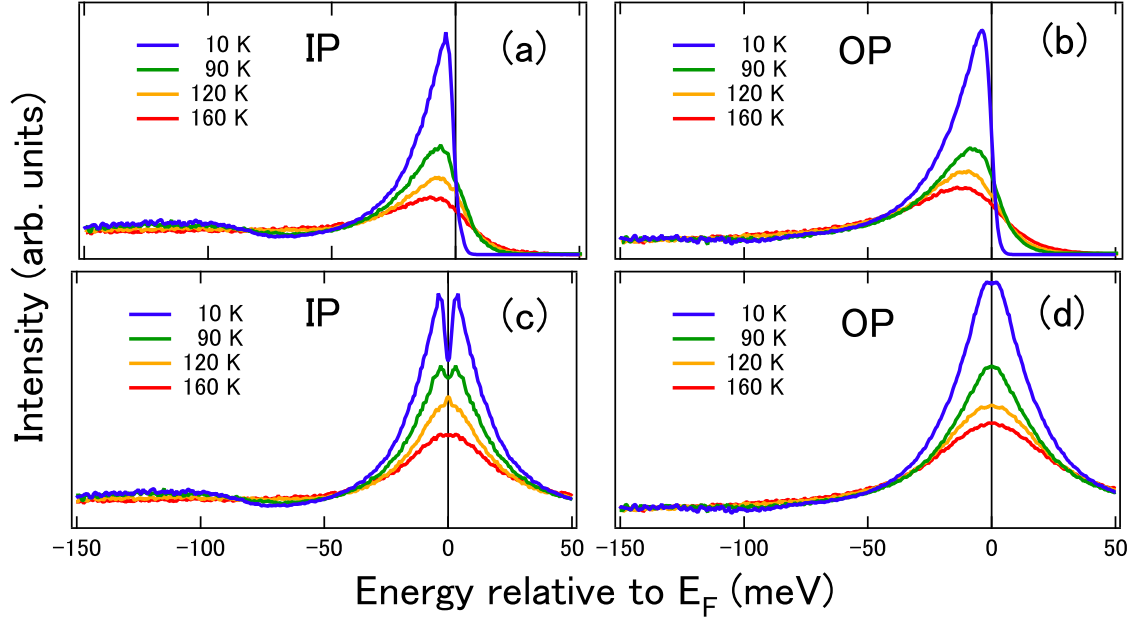 IP
(a)
10 K
90 K
120 K
160 K
OP
(b)
10 K
90 K
120 K
160 K
IP
(c)
10 K
90 K
120 K
160 K
OP
(d)
10 K
90 K
120 K
160 K
Intensity (arb. units)
−150 −100 −50 0 50
−150 −100 −50 0 50
Energy relative to E_F (meV)